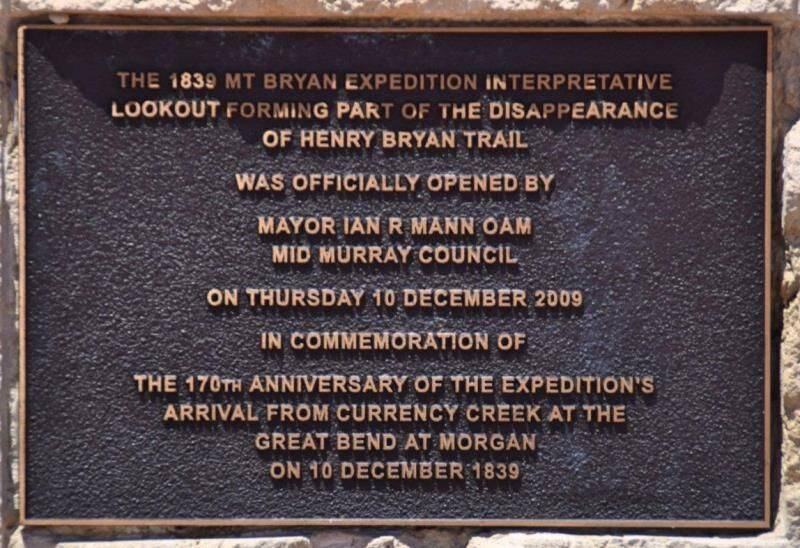 THE 1839 MT BRYAN EXPEDITION INTERPRETATIVE
LOOKOUT FORMING PART OF THE DISAPPEARANCE
OF HENRY BRYAN TRAIL
WAS OFFICIALLY OPENED BY
MAYOR IAN R MANN OAM
MID MURRAY COUNCIL
ON THURSDAY 10 DECEMBER 2009
IN COMMEMORATION OF
THE 170TH ANNIVERSARY OF THE EXPEDITION'S
ARRIVAL FROM CURRENCY CREEK AT THE
GREAT BEND AT MORGAN
ON 10 DECEMBER 1839